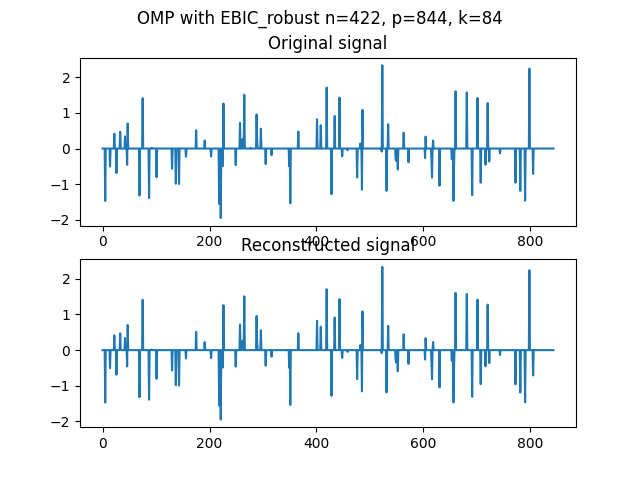 OMP with EBIC_robust n=422, p=844, k=84
Original signal
2
1
0
−1
−2
0 200 400 600 800
Reconstructed signal
2
1
0
−1
−2
0 200 400 600 800